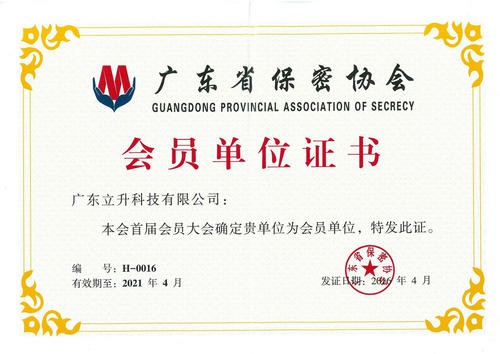 广东省保密协会
GUANGDONG PROVINCIAL ASSOCIATION OF SECRECY
会员单位证书
广东立升科技有限公司：
本会首届会员大会确定贵单位为会员单位，特发此证。
编 号：H-0016
有效期至：2021 年 4 月
发证日期：2016 年 4 月
广东省保密协会